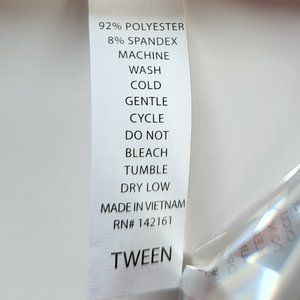 92% POLYESTER
8% SPANDEX
MACHINE
WASH
COLD
GENTLE
CYCLE
DO NOT
BLEACH
TUMBLE
DRY LOW
MADE IN VIETNAM
RN# 142161
TWEEN